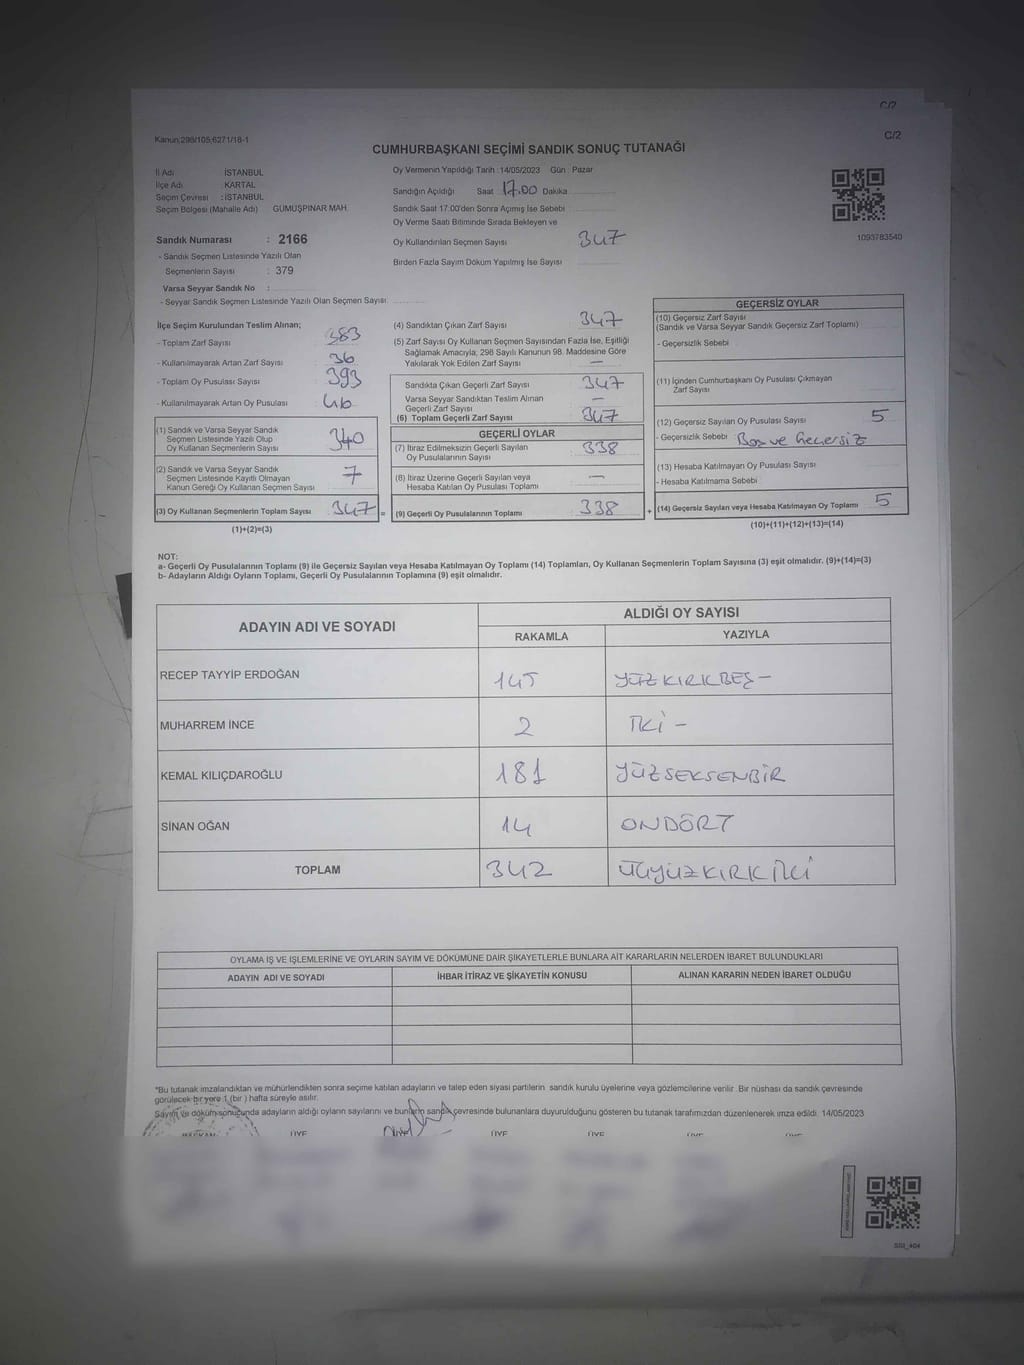 C/2
C/2
Kanun;298/105,6271/18-1
CUMHURBAŞKANI SEÇİMİ SANDIK SONUÇ TUTANAĞI
İl Adı : İSTANBUL
İlçe Adı : KARTAL
Seçim Çevresi : İSTANBUL
Seçim Bölgesi (Mahalle Adı) GÜMÜŞPINAR MAH.
Oy Vermenin Yapıldığı Tarih : 14/05/2023 Gün : Pazar
Sandığın Açıldığı Saat 17.00 Dakika
Sandık Saat 17:00'den Sonra Açımış İse Sebebi
Oy Verme Saati Bitiminde Sırada Bekleyen ve
Oy Kullandırılan Seçmen Sayısı 347
Birden Fazla Sayım Döküm Yapılmış İse Sayısı
1093783540
Sandık Numarası : 2166
- Sandık Seçmen Listesinde Yazılı Olan
Seçmenlerin Sayısı : 379
Varsa Seyyar Sandık No :
- Seyyar Sandık Seçmen Listesinde Yazılı Olan Seçmen Sayısı:
İlçe Seçim Kurulundan Teslim Alınan;
- Toplam Zarf Sayısı 383
- Kullanılmayarak Artan Zarf Sayısı 36
- Toplam Oy Pusulası Sayısı 393
- Kullanılmayarak Artan Oy Pusulası 46
(1) Sandık ve Varsa Seyyar Sandık
Seçmen Listesinde Yazılı Olup
Oy Kullanan Seçmenlerin Sayısı 340
(2) Sandık ve Varsa Seyyar Sandık
Seçmen Listesinde Kayıtlı Olmayan
Kanun Gereği Oy Kullanan Seçmen Sayısı 7
(3) Oy Kullanan Seçmenlerin Toplam Sayısı 347 =
(1)+(2)=(3)
(4) Sandıktan Çıkan Zarf Sayısı 347
(5) Zarf Sayısı Oy Kullanan Seçmen Sayısından Fazla İse, Eşitliği
Sağlamak Amacıyla; 298 Sayılı Kanunun 98. Maddesine Göre
Yakılarak Yok Edilen Zarf Sayısı —
Sandıkta Çıkan Geçerli Zarf Sayısı 347
Varsa Seyyar Sandıktan Teslim Alınan
Geçerli Zarf Sayısı —
(6) Toplam Geçerli Zarf Sayısı 347
GEÇERLİ OYLAR
(7) İtiraz Edilmeksizin Geçerli Sayılan
Oy Pusulalarının Sayısı 338
(8) İtiraz Üzerine Geçerli Sayılan veya
Hesaba Katılan Oy Pusulası Toplamı —
(9) Geçerli Oy Pusulalarının Toplamı 338 +
GEÇERSİZ OYLAR
(10) Geçersiz Zarf Sayısı
(Sandık ve Varsa Seyyar Sandık Geçersiz Zarf Toplamı)
- Geçersizlik Sebebi
(11) İçinden Cumhurbaşkanı Oy Pusulası Çıkmayan
Zarf Sayısı
(12) Geçersiz Sayılan Oy Pusulası Sayısı 5
- Geçersizlik Sebebi Boş ve Geçersiz
(13) Hesaba Katılmayan Oy Pusulası Sayısı
- Hesaba Katılmama Sebebi
(14) Geçersiz Sayılan veya Hesaba Katılmayan Oy Toplamı 5
(10)+(11)+(12)+(13)=(14)
NOT:
a- Geçerli Oy Pusulalarının Toplamı (9) ile Geçersiz Sayılan veya Hesaba Katılmayan Oy Toplamı (14) Toplamları, Oy Kullanan Seçmenlerin Toplam Sayısına (3) eşit olmalıdır. (9)+(14)=(3)
b- Adayların Aldığı Oyların Toplamı, Geçerli Oy Pusulalarının Toplamına (9) eşit olmalıdır.
ADAYIN ADI VE SOYADI
ALDIĞI OY SAYISI
RAKAMLA YAZIYLA
RECEP TAYYİP ERDOĞAN 145 YÜZKIRKBEŞ —
MUHARREM İNCE 2 İKİ —
KEMAL KILIÇDAROĞLU 181 YÜZSEKSENBİR
SİNAN OĞAN 14 ONDÖRT
TOPLAM 342 ÜÇYÜZKIRKİKİ
OYLAMA İŞ VE İŞLEMLERİNE VE OYLARIN SAYIM VE DÖKÜMÜNE DAİR ŞİKAYETLERLE BUNLARA AİT KARARLARIN NELERDEN İBARET BULUNDUKLARI
ADAYIN ADI VE SOYADI İHBAR İTİRAZ VE ŞİKAYETİN KONUSU ALINAN KARARIN NEDEN İBARET OLDUĞU
*Bu tutanak imzalandıktan ve mühürlendikten sonra seçime katılan adayların ve talep eden siyasi partilerin sandık kurulu üyelerine veya gözlemcilerine verilir. Bir nüshası da sandık çevresinde
görülecek bir yere 1 (bir ) hafta süreyle asılır.
Sayım ve döküm sonucunda adayların aldığı oyların sayılarını ve bunların sandık çevresinde bulunanlara duyurulduğunu gösteren bu tutanak tarafımızdan düzenlenerek imza edildi. 14/05/2023
BAŞKAN ÜYE ÜYE ÜYE ÜYE ÜYE
SSI_404